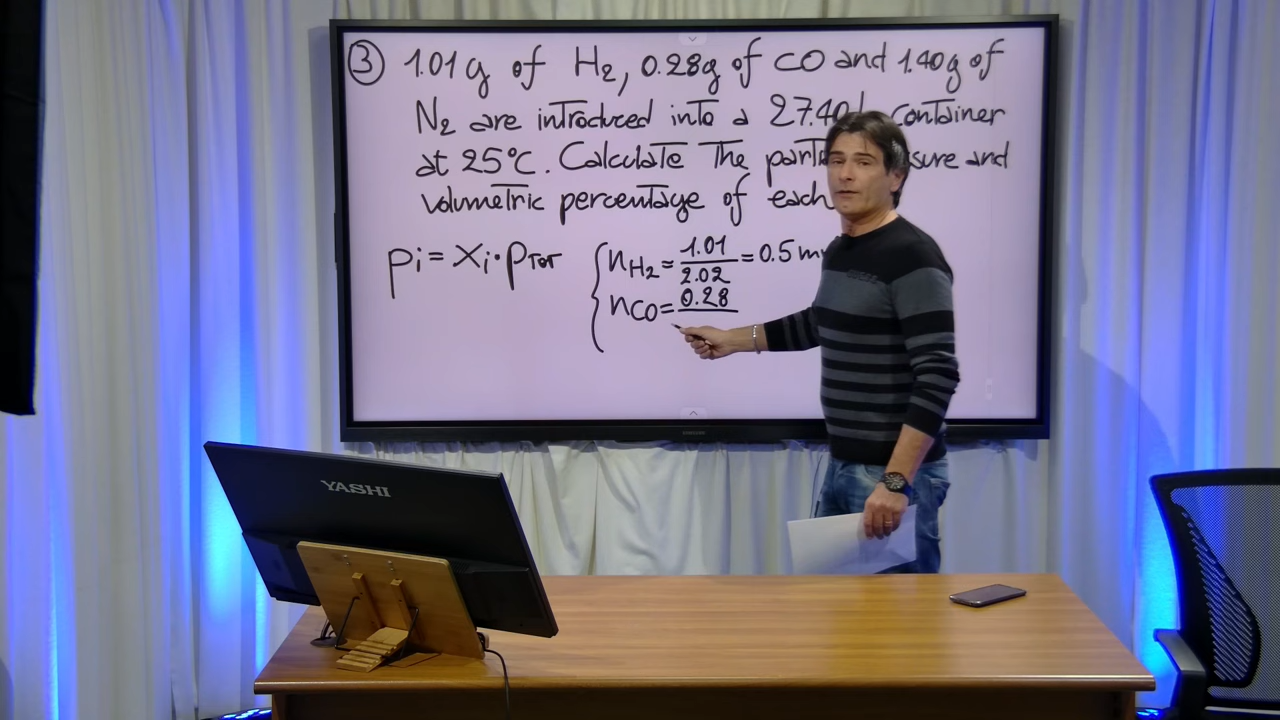 ③ 1.01g of H₂, 0.28g of CO and 1.40g of
N₂ are introduced into a 27.40 container
at 25°C. Calculate the and
volumetric percentage of each
pi = Xi · pTOT
nH₂ = 1.01 / 2.02 = 0.5
nCO = 0.28
SAMSUNG
YASHI